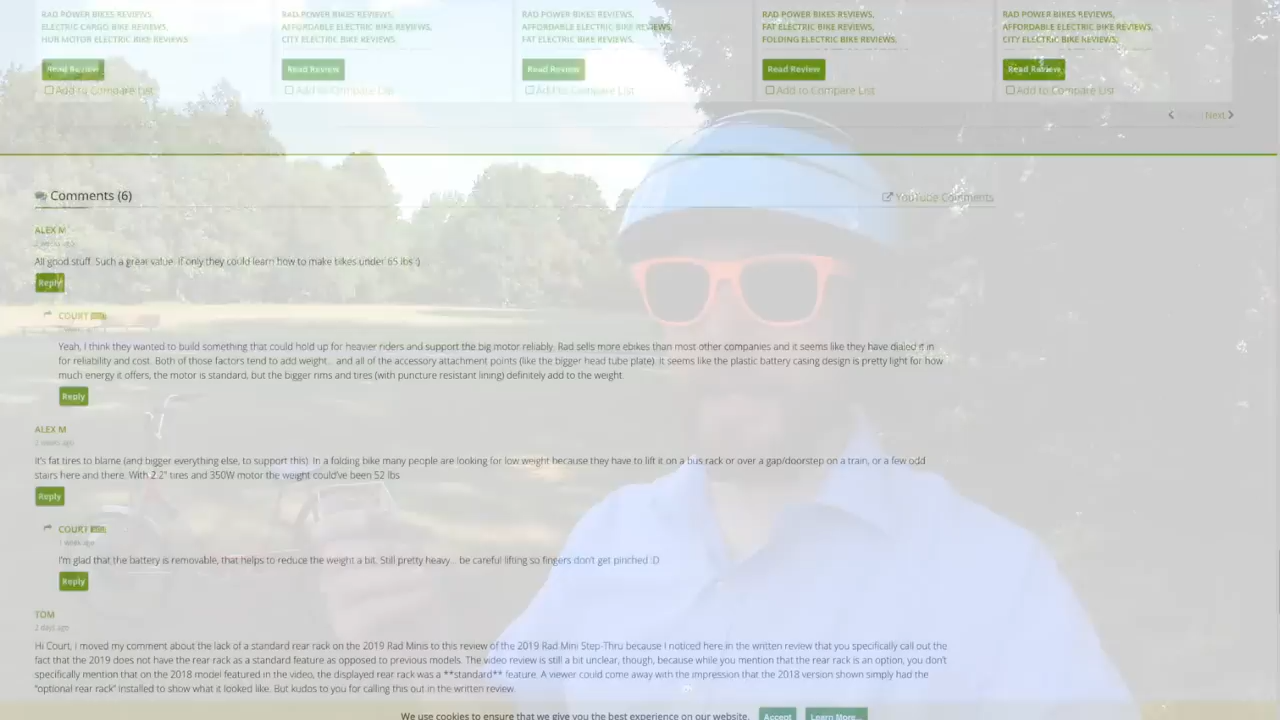 RAD POWER BIKES REVIEWS,
ELECTRIC CARGO BIKE REVIEWS,
HUB MOTOR ELECTRIC BIKE REVIEWS
Read Review
Add to Compare List
RAD POWER BIKES REVIEWS,
AFFORDABLE ELECTRIC BIKE REVIEWS,
CITY ELECTRIC BIKE REVIEWS,
Read Review
Add to Compare List
RAD POWER BIKES REVIEWS,
AFFORDABLE ELECTRIC BIKE REVIEWS,
FAT ELECTRIC BIKE REVIEWS,
Read Review
Add to Compare List
RAD POWER BIKES REVIEWS,
FAT ELECTRIC BIKE REVIEWS,
FOLDING ELECTRIC BIKE REVIEWS,
Read Review
Add to Compare List
RAD POWER BIKES REVIEWS,
AFFORDABLE ELECTRIC BIKE REVIEWS,
CITY ELECTRIC BIKE REVIEWS,
Read Review
Add to Compare List
Next
Comments (6)
YouTube Comments
ALEX M
All good stuff. Such a great value. If only they could learn how to make bikes under 65 lbs :)
Reply
COURT
Yeah, I think they wanted to build something that could hold up for heavier riders and support the big motor reliably. Rad sells more ebikes than most other companies and it seems like they have dialed it in
for reliability and cost. Both of those factors tend to add weight... and all of the accessory attachment points (like the bigger head tube plate). It seems like the plastic battery casing design is pretty light for how
much energy it offers, the motor is standard, but the bigger rims and tires (with puncture resistant lining) definitely add to the weight.
Reply
ALEX M
2 weeks ago
It's fat tires to blame (and bigger everything else, to support this). In a folding bike many people are looking for low weight because they have to lift it on a bus rack or over a gap/doorstep on a train, or a few odd
stairs here and there. With 2.2" tires and 350W motor the weight could've been 52 lbs
Reply
COURT
1 week ago
I'm glad that the battery is removable, that helps to reduce the weight a bit. Still pretty heavy... be careful lifting so fingers don't get pinched :D
Reply
TOM
2 days ago
Hi Court, I moved my comment about the lack of a standard rear rack on the 2019 Rad Minis to this review of the 2019 Rad Mini Step-Thru because I noticed here in the written review that you specifically call out the
fact that the 2019 does not have the rear rack as a standard feature as opposed to previous models. The video review is still a bit unclear, though, because while you mention that the rear rack is an option, you don't
specifically mention that on the 2018 model featured in the video, the displayed rear rack was a **standard** feature. A viewer could come away with the impression that the 2018 version shown simply had the
"optional rear rack" installed to show what it looked like. But kudos to you for calling this out in the written review.
We use cookies to ensure that we give you the best experience on our website.
Accept
Learn More...